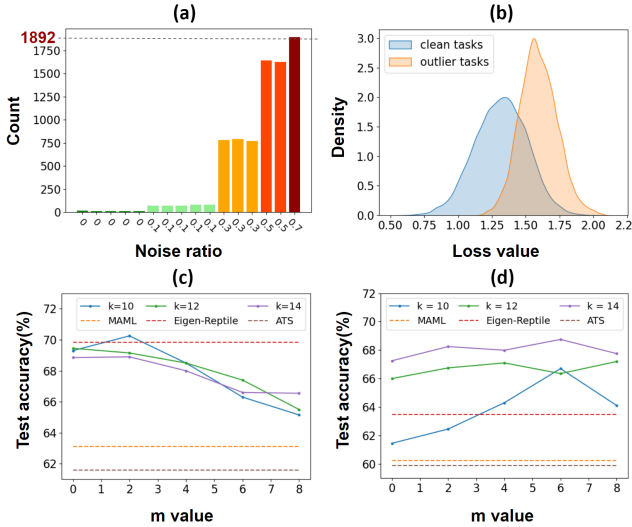 (a)
1892
1750
1500
1250
1000
750
500
250
0
Count
0 0 0 0 0 0.1 0.1 0.1 0.1 0.3 0.3 0.3 0.5 0.5 0.7
Noise ratio
(b)
clean tasks
outlier tasks
3.0
2.5
2.0
1.5
1.0
0.5
0.0
Density
0.50 0.75 1.00 1.25 1.50 1.75 2.00 2.2
Loss value
(c)
k=10 k=12 k=14
MAML Eigen-Reptile ATS
72
70
68
66
64
62
Test accuracy(%)
0 1 2 3 4 5 6 7 8
m value
(d)
k = 10 k = 12 k = 14
MAML Eigen-Reptile ATS
72
70
68
66
64
62
60
Test accuracy(%)
0 1 2 3 4 5 6 7 8
m value